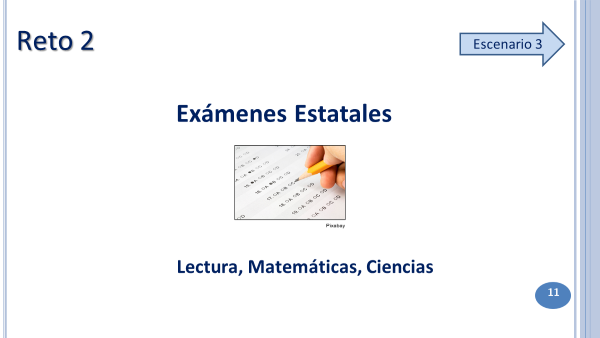 Reto 2
Escenario 3
Exámenes Estatales
Pixabay
Lectura, Matemáticas, Ciencias
11